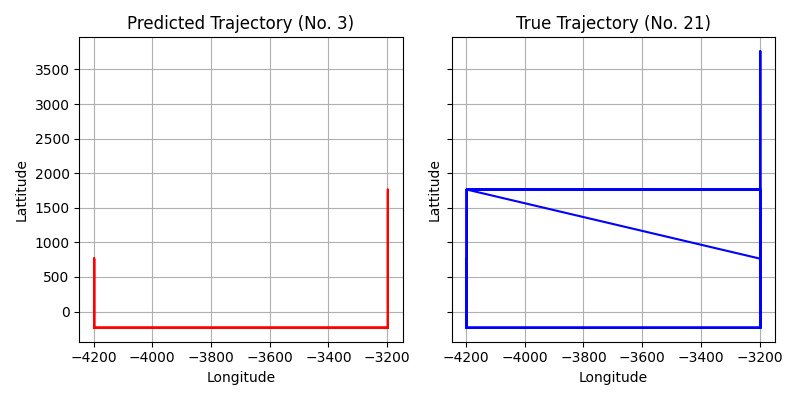 Predicted Trajectory (No. 3)
True Trajectory (No. 21)
Lattitude
3500
3000
2500
2000
1500
1000
500
0
−4200 −4000 −3800 −3600 −3400 −3200
Longitude
Lattitude
−4200 −4000 −3800 −3600 −3400 −3200
Longitude